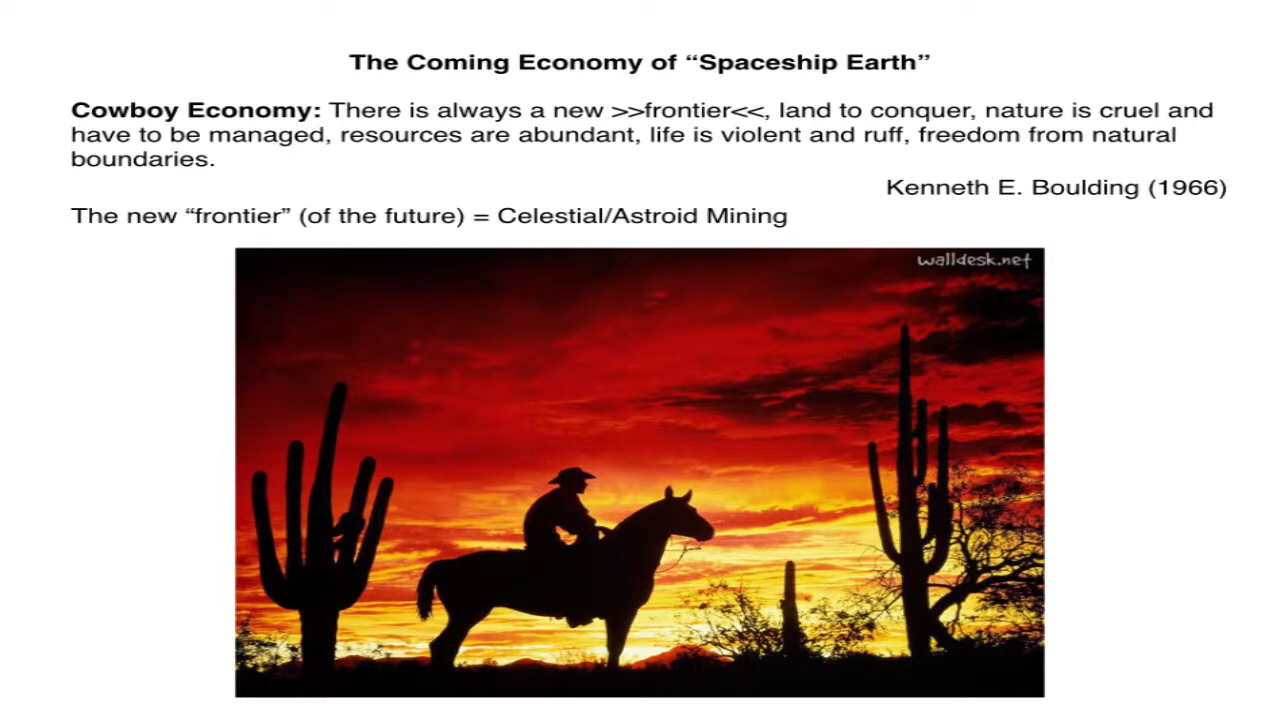 The Coming Economy of “Spaceship Earth”
Cowboy Economy: There is always a new >>frontier<<, land to conquer, nature is cruel and
have to be managed, resources are abundant, life is violent and ruff, freedom from natural
boundaries.
Kenneth E. Boulding (1966)
The new “frontier” (of the future) = Celestial/Astroid Mining
walldesk.net